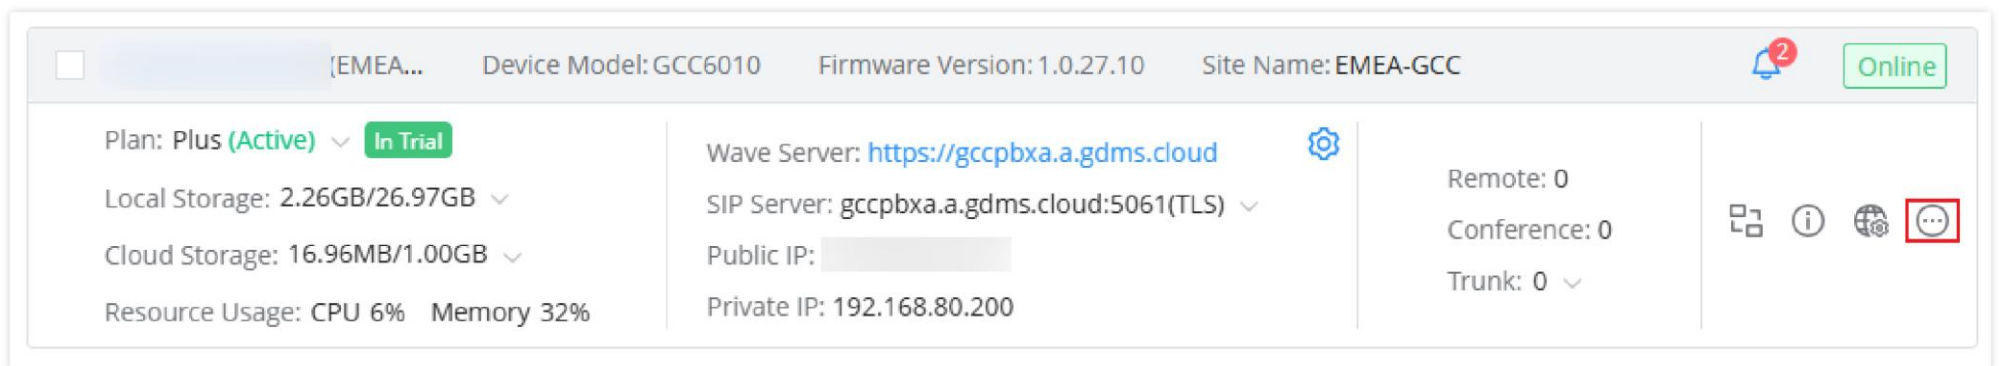 (EMEA... Device Model: GCC6010 Firmware Version: 1.0.27.10 Site Name: EMEA-GCC 2 Online
Plan: Plus (Active) In Trial
Local Storage: 2.26GB/26.97GB
Cloud Storage: 16.96MB/1.00GB
Resource Usage: CPU 6% Memory 32%
Wave Server: https://gccpbxa.a.gdms.cloud
SIP Server: gccpbxa.a.gdms.cloud:5061(TLS)
Public IP:
Private IP: 192.168.80.200
Remote: 0
Conference: 0
Trunk: 0